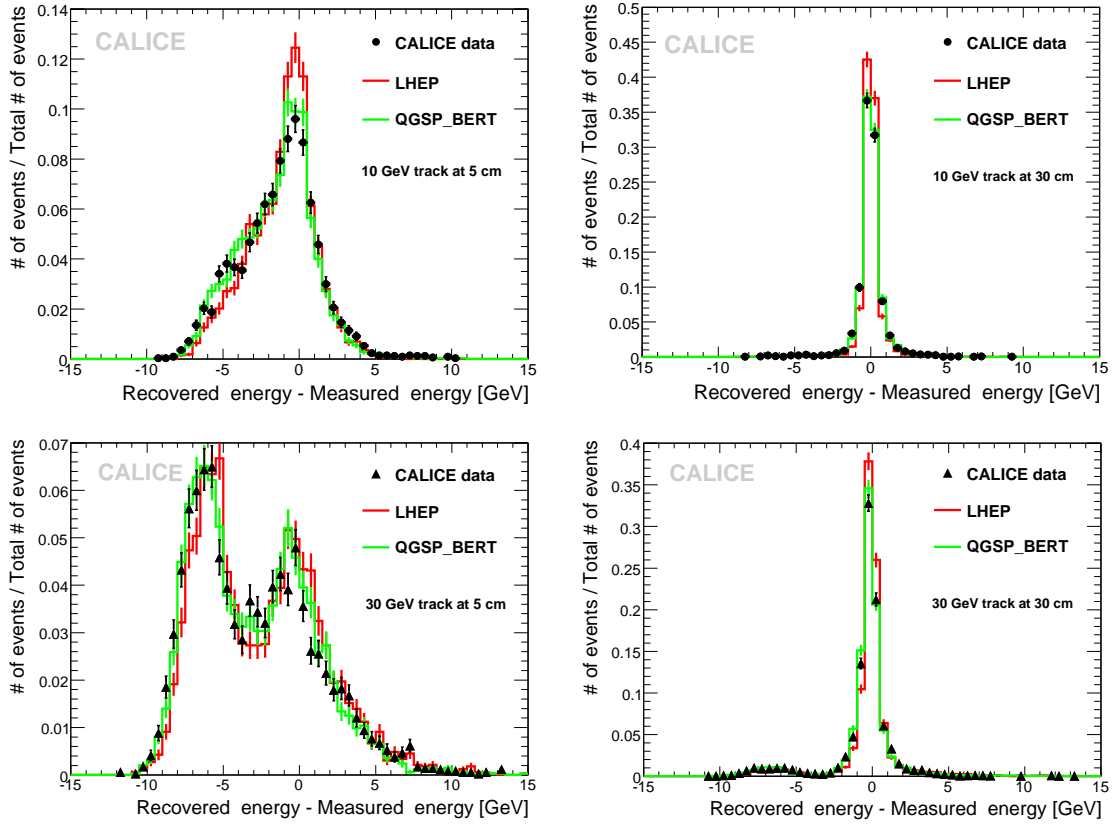 CALICE
CALICE data
LHEP
QGSP_BERT
10 GeV track at 5 cm
# of events / Total # of events
0.14
0.12
0.1
0.08
0.06
0.04
0.02
0
-15 -10 -5 0 5 10 15
Recovered energy - Measured energy [GeV]
CALICE
CALICE data
LHEP
QGSP_BERT
10 GeV track at 30 cm
# of events / Total # of events
0.5
0.45
0.4
0.35
0.3
0.25
0.2
0.15
0.1
0.05
0
-15 -10 -5 0 5 10 15
Recovered energy - Measured energy [GeV]
CALICE
CALICE data
LHEP
QGSP_BERT
30 GeV track at 5 cm
# of events / Total # of events
0.07
0.06
0.05
0.04
0.03
0.02
0.01
0
-15 -10 -5 0 5 10 15
Recovered energy - Measured energy [GeV]
CALICE
CALICE data
LHEP
QGSP_BERT
30 GeV track at 30 cm
# of events / Total # of events
0.4
0.35
0.3
0.25
0.2
0.15
0.1
0.05
0
-15 -10 -5 0 5 10 15
Recovered energy - Measured energy [GeV]